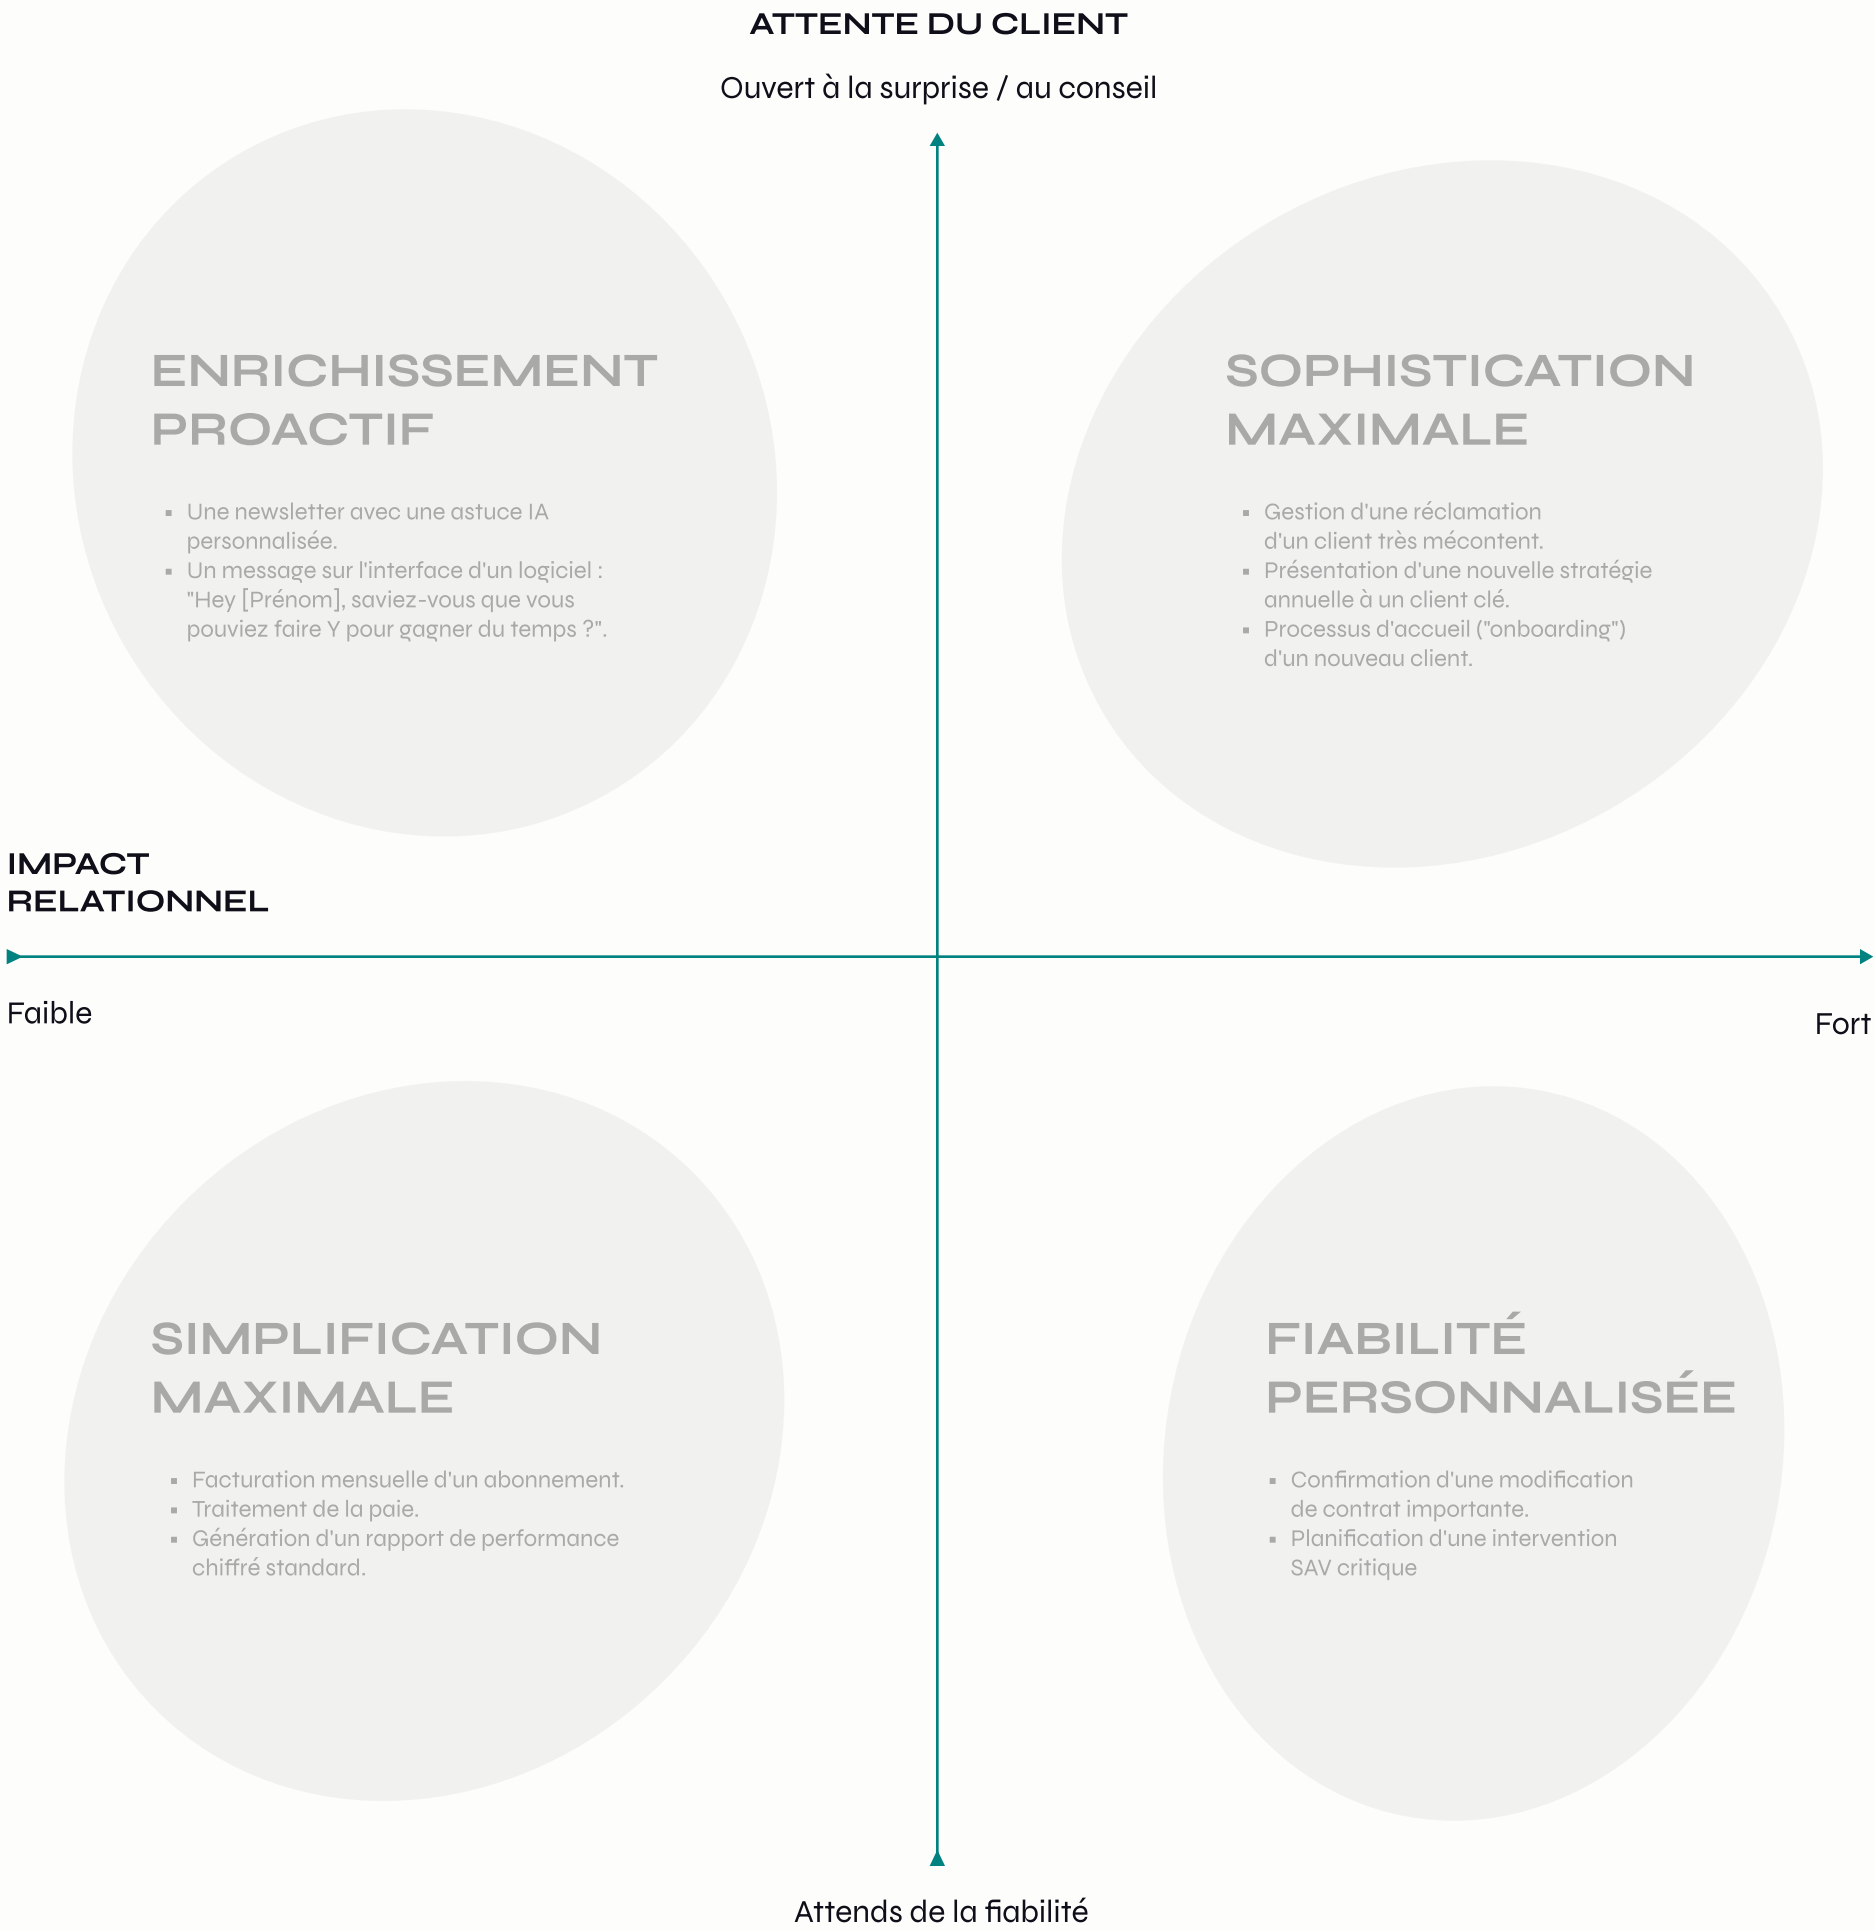 ATTENTE DU CLIENT
Ouvert à la surprise / au conseil
ENRICHISSEMENT
PROACTIF
▪ Une newsletter avec une astuce IA
personnalisée.
▪ Un message sur l'interface d'un logiciel :
"Hey [Prénom], saviez-vous que vous
pouviez faire Y pour gagner du temps ?".
SOPHISTICATION
MAXIMALE
▪ Gestion d'une réclamation
d'un client très mécontent.
▪ Présentation d'une nouvelle stratégie
annuelle à un client clé.
▪ Processus d'accueil ("onboarding")
d'un nouveau client.
IMPACT
RELATIONNEL
Faible
Fort
SIMPLIFICATION
MAXIMALE
▪ Facturation mensuelle d'un abonnement.
▪ Traitement de la paie.
▪ Génération d'un rapport de performance
chiffré standard.
FIABILITÉ
PERSONNALISÉE
▪ Confirmation d'une modification
de contrat importante.
▪ Planification d'une intervention
SAV critique
Attends de la fiabilité